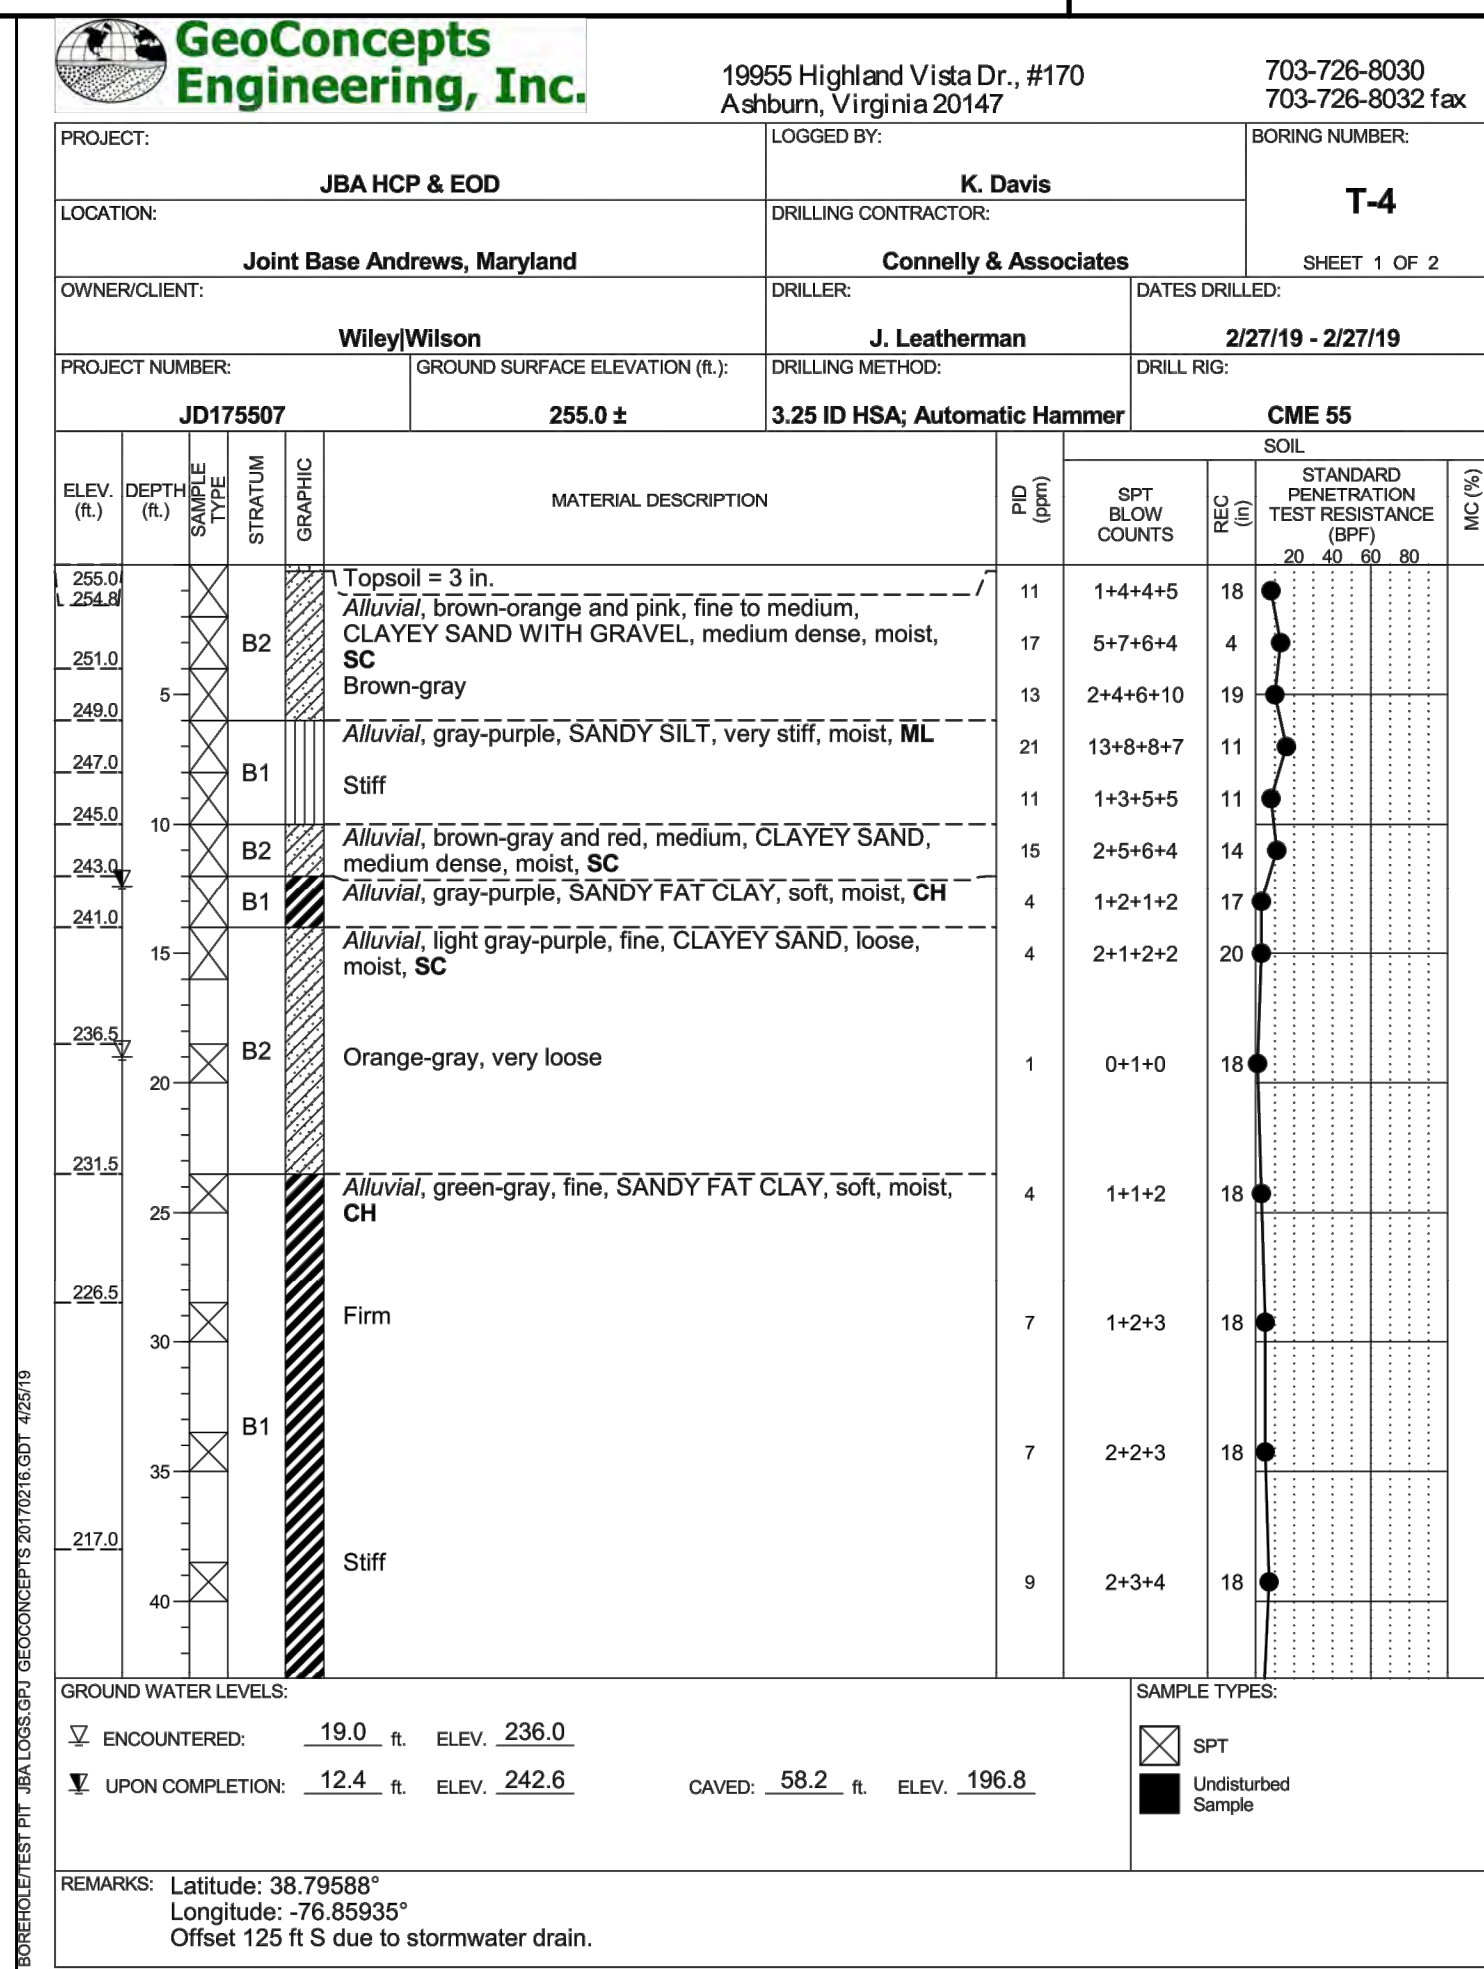 GeoConcepts
Engineering, Inc.
19955 Highland Vista Dr., #170
Ashburn, Virginia 20147
703-726-8030
703-726-8032 fax
PROJECT:
JBA HCP & EOD
LOGGED BY:
K. Davis
BORING NUMBER:
T-4
SHEET 1 OF 2
LOCATION:
Joint Base Andrews, Maryland
DRILLING CONTRACTOR:
Connelly & Associates
OWNER/CLIENT:
Wiley|Wilson
DRILLER:
J. Leatherman
DATES DRILLED:
2/27/19 - 2/27/19
PROJECT NUMBER:
JD175507
GROUND SURFACE ELEVATION (ft.):
255.0 ±
DRILLING METHOD:
3.25 ID HSA; Automatic Hammer
DRILL RIG:
CME 55
ELEV. (ft.)
DEPTH (ft.)
SAMPLE TYPE
STRATUM
GRAPHIC
MATERIAL DESCRIPTION
PID (ppm)
SOIL
SPT BLOW COUNTS
REC (in)
STANDARD PENETRATION TEST RESISTANCE (BPF)
20 40 60 80
MC (%)
255.0
Topsoil = 3 in.
254.8
11 1+4+4+5 18
Alluvial, brown-orange and pink, fine to medium,
CLAYEY SAND WITH GRAVEL, medium dense, moist,
SC
B2
17 5+7+6+4 4
251.0
Brown-gray
5
13 2+4+6+10 19
249.0
Alluvial, gray-purple, SANDY SILT, very stiff, moist, ML
21 13+8+8+7 11
247.0
B1
Stiff
11 1+3+5+5 11
245.0
10
Alluvial, brown-gray and red, medium, CLAYEY SAND,
medium dense, moist, SC
B2
15 2+5+6+4 14
243.0
Alluvial, gray-purple, SANDY FAT CLAY, soft, moist, CH
B1
4 1+2+1+2 17
241.0
Alluvial, light gray-purple, fine, CLAYEY SAND, loose,
moist, SC
15
4 2+1+2+2 20
236.5
B2
Orange-gray, very loose
1 0+1+0 18
20
231.5
Alluvial, green-gray, fine, SANDY FAT CLAY, soft, moist,
CH
4 1+1+2 18
25
226.5
Firm
7 1+2+3 18
30
B1
7 2+2+3 18
35
217.0
Stiff
9 2+3+4 18
40
GROUND WATER LEVELS:
ENCOUNTERED: 19.0 ft. ELEV. 236.0
UPON COMPLETION: 12.4 ft. ELEV. 242.6 CAVED: 58.2 ft. ELEV. 196.8
SAMPLE TYPES:
SPT
Undisturbed
Sample
REMARKS: Latitude: 38.79588°
Longitude: -76.85935°
Offset 125 ft S due to stormwater drain.
BOREHOLE/TEST PIT JBA LOGS.GPJ GEOCONCEPTS 20170216.GDT 4/25/19